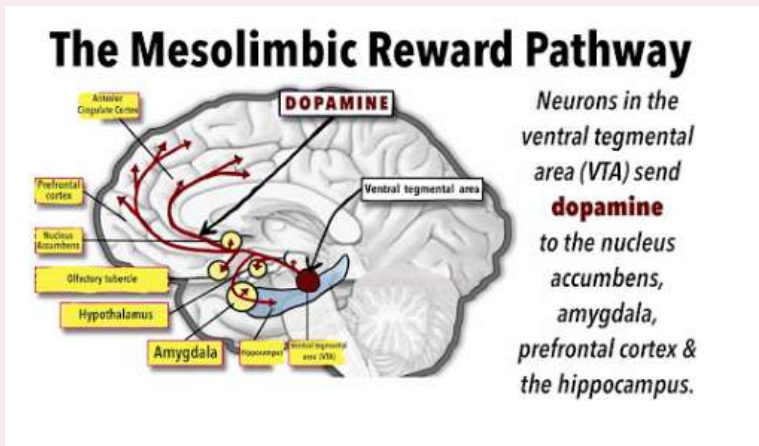 The Mesolimbic Reward Pathway
Anterior
Cingulate Cortex
DOPAMINE
Prefrontal
cortex
Ventral tegmental area
Nucleus
Accumbens
Olfactory tubercle
Hypothalamus
Amygdala
Hippocampus
Ventral tegmental
area (VTA)
Neurons in the
ventral tegmental
area (VTA) send
dopamine
to the nucleus
accumbens,
amygdala,
prefrontal cortex &
the hippocampus.